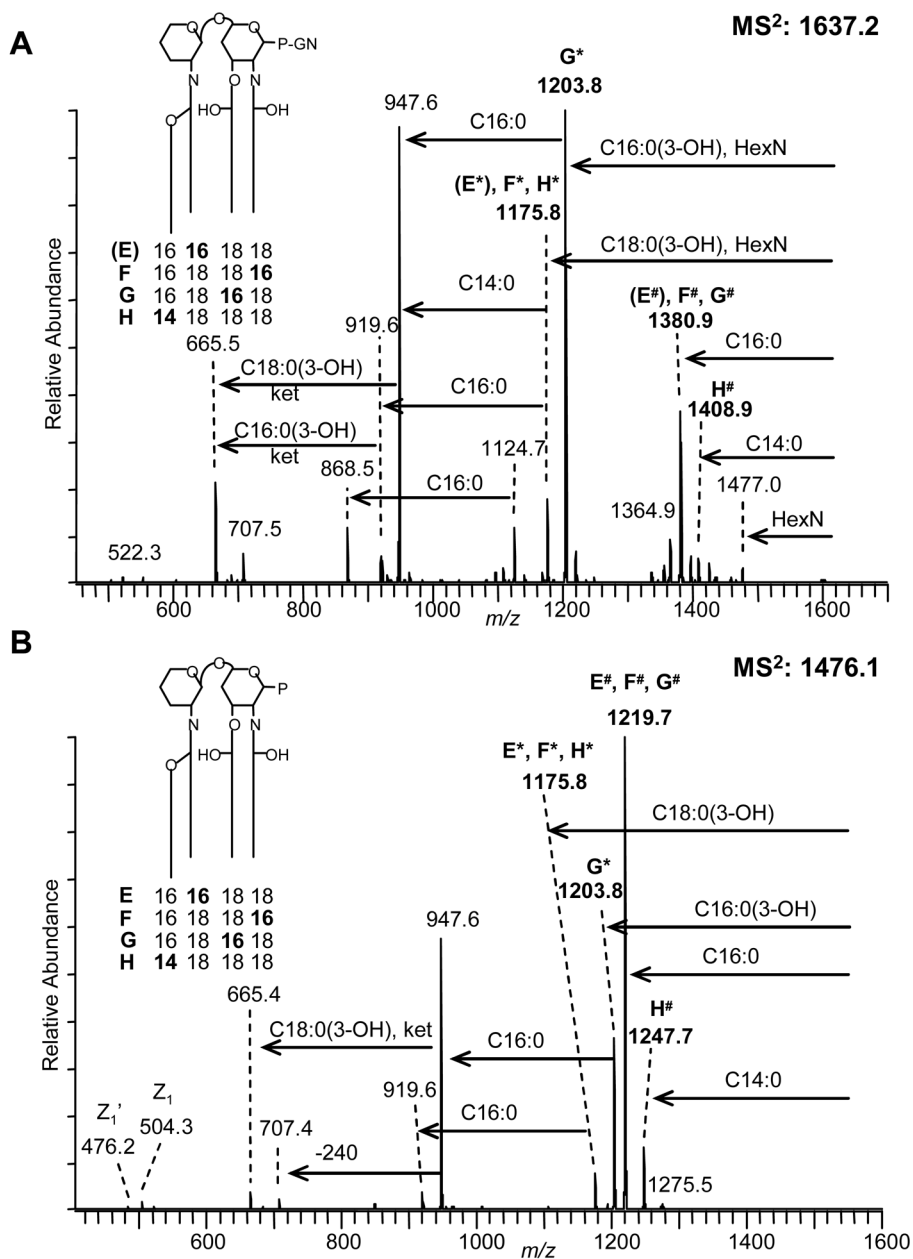 A
MS²: 1637.2
O
O
O
P-GN
N
O
N
O
HO
OH
(E) 16 16 18 18
F 16 18 18 16
G 16 18 16 18
H 14 18 18 18
G*
1203.8
947.6
C16:0
C16:0(3-OH), HexN
(E*), F*, H*
1175.8
C18:0(3-OH), HexN
C14:0
(E#), F#, G#
1380.9
919.6
665.5
C16:0
C18:0(3-OH)
ket
C16:0
H#
1408.9
C16:0(3-OH)
ket
1124.7
C14:0
868.5
C16:0
1477.0
1364.9
HexN
707.5
522.3
Relative Abundance
600 800 1000 1200 1400 1600
m/z
B
MS²: 1476.1
O
O
O
P
N
O
N
O
HO
OH
E 16 16 18 18
F 16 18 18 16
G 16 18 16 18
H 14 18 18 18
E#, F#, G#
1219.7
E*, F*, H*
1175.8
C18:0(3-OH)
G*
1203.8
C16:0(3-OH)
947.6
C16:0
665.4
H#
1247.7
C18:0(3-OH), ket
C16:0
C14:0
919.6
Z₁'
476.2
Z₁
504.3
707.4
C16:0
-240
1275.5
Relative Abundance
600 800 1000 1200 1400 1600
m/z